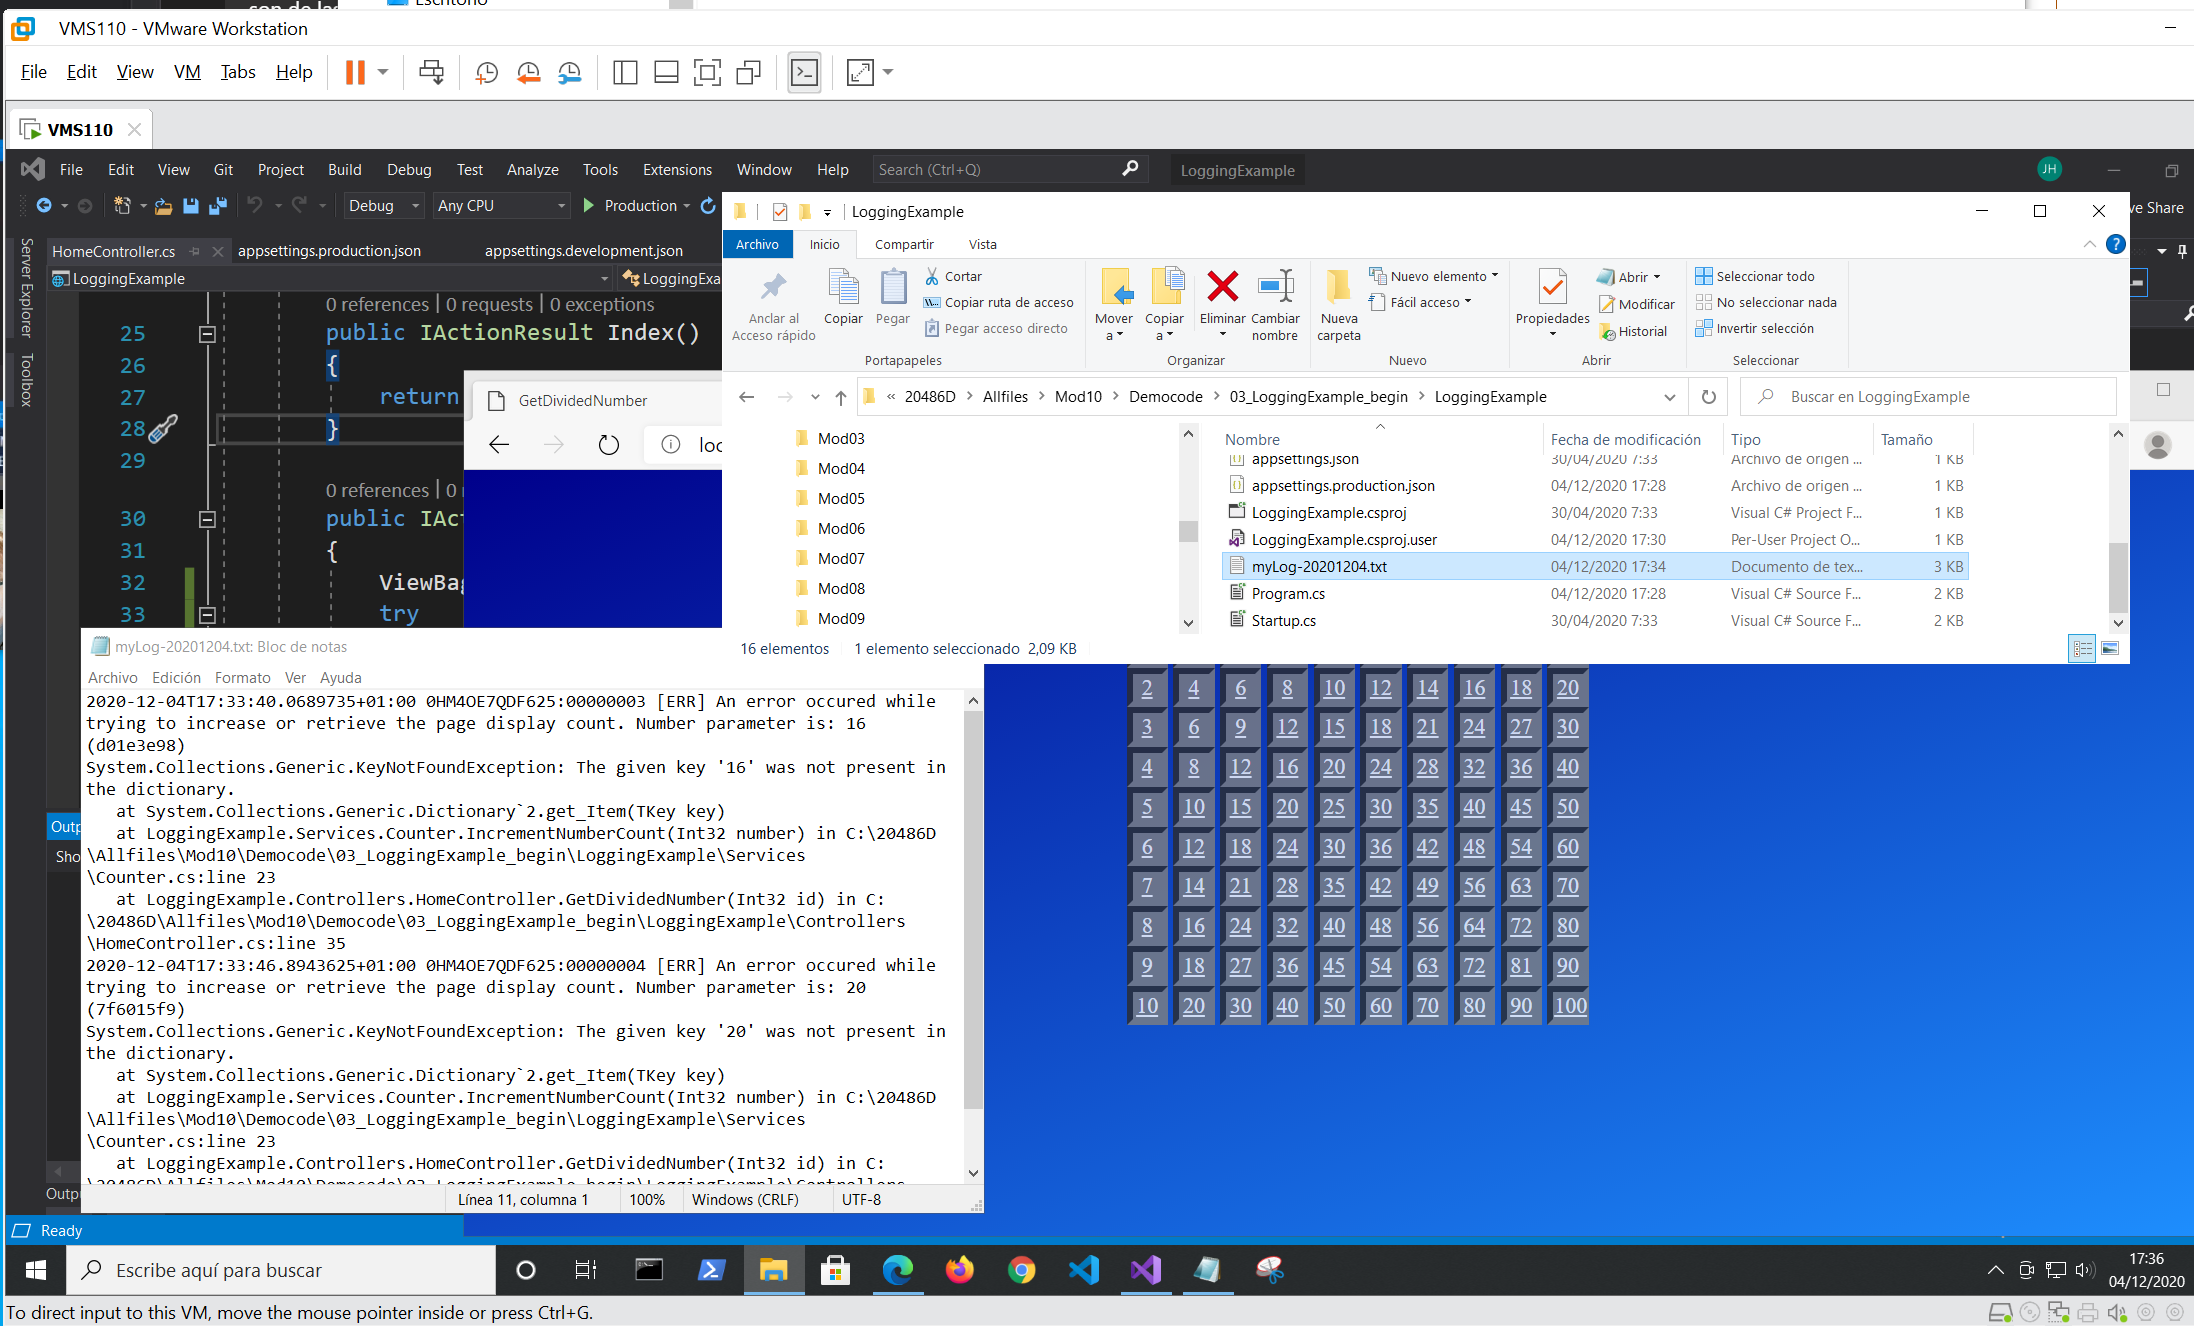 son de las
Escritorio
VMS110 - VMware Workstation
File Edit View VM Tabs Help
VMS110
File Edit View Git Project Build Debug Test Analyze Tools Extensions Window Help Search (Ctrl+Q) LoggingExample JH
Debug Any CPU Production
ve Share
LoggingExample
Archivo Inicio Compartir Vista
Anclar al Acceso rápido
Copiar
Pegar
Cortar
Copiar ruta de acceso
Pegar acceso directo
Portapapeles
Mover a
Copiar a
Eliminar
Cambiar nombre
Organizar
Nueva carpeta
Nuevo elemento
Fácil acceso
Nuevo
Propiedades
Abrir
Modificar
Historial
Abrir
Seleccionar todo
No seleccionar nada
Invertir selección
Seleccionar
« 20486D > Allfiles > Mod10 > Democode > 03_LoggingExample_begin > LoggingExample
Buscar en LoggingExample
Mod03
Mod04
Mod05
Mod06
Mod07
Mod08
Mod09
Nombre Fecha de modificación Tipo Tamaño
appsettings.json 30/04/2020 7:33 Archivo de origen ... 1 KB
appsettings.production.json 04/12/2020 17:28 Archivo de origen ... 1 KB
LoggingExample.csproj 30/04/2020 7:33 Visual C# Project F... 1 KB
LoggingExample.csproj.user 04/12/2020 17:30 Per-User Project O... 1 KB
myLog-20201204.txt 04/12/2020 17:34 Documento de tex... 3 KB
Program.cs 04/12/2020 17:28 Visual C# Source F... 2 KB
Startup.cs 30/04/2020 7:33 Visual C# Source F... 2 KB
16 elementos 1 elemento seleccionado 2,09 KB
Server Explorer
Toolbox
HomeController.cs appsettings.production.json appsettings.development.json
LoggingExample LoggingExa
0 references | 0 requests | 0 exceptions
25 public IActionResult Index()
26 {
27 return
28 }
29
0 references | 0
30 public IAc
31 {
32 ViewBag
33 try
GetDividedNumber
loc
Outp
Sho
Outp
myLog-20201204.txt: Bloc de notas
Archivo Edición Formato Ver Ayuda
2020-12-04T17:33:40.0689735+01:00 0HM4OE7QDF625:00000003 [ERR] An error occured while
trying to increase or retrieve the page display count. Number parameter is: 16
(d01e3e98)
System.Collections.Generic.KeyNotFoundException: The given key '16' was not present in
the dictionary.
at System.Collections.Generic.Dictionary`2.get_Item(TKey key)
at LoggingExample.Services.Counter.IncrementNumberCount(Int32 number) in C:\20486D
\Allfiles\Mod10\Democode\03_LoggingExample_begin\LoggingExample\Services
\Counter.cs:line 23
at LoggingExample.Controllers.HomeController.GetDividedNumber(Int32 id) in C:
\20486D\Allfiles\Mod10\Democode\03_LoggingExample_begin\LoggingExample\Controllers
\HomeController.cs:line 35
2020-12-04T17:33:46.8943625+01:00 0HM4OE7QDF625:00000004 [ERR] An error occured while
trying to increase or retrieve the page display count. Number parameter is: 20
(7f6015f9)
System.Collections.Generic.KeyNotFoundException: The given key '20' was not present in
the dictionary.
at System.Collections.Generic.Dictionary`2.get_Item(TKey key)
at LoggingExample.Services.Counter.IncrementNumberCount(Int32 number) in C:\20486D
\Allfiles\Mod10\Democode\03_LoggingExample_begin\LoggingExample\Services
\Counter.cs:line 23
at LoggingExample.Controllers.HomeController.GetDividedNumber(Int32 id) in C:
\20486D\Allfiles\Mod10\Democode\03_LoggingExample_begin\LoggingExample\Controllers
Línea 11, columna 1 100% Windows (CRLF) UTF-8
2 4 6 8 10 12 14 16 18 20
3 6 9 12 15 18 21 24 27 30
4 8 12 16 20 24 28 32 36 40
5 10 15 20 25 30 35 40 45 50
6 12 18 24 30 36 42 48 54 60
7 14 21 28 35 42 49 56 63 70
8 16 24 32 40 48 56 64 72 80
9 18 27 36 45 54 63 72 81 90
10 20 30 40 50 60 70 80 90 100
Ready
Escribe aquí para buscar
17:36
04/12/2020
To direct input to this VM, move the mouse pointer inside or press Ctrl+G.